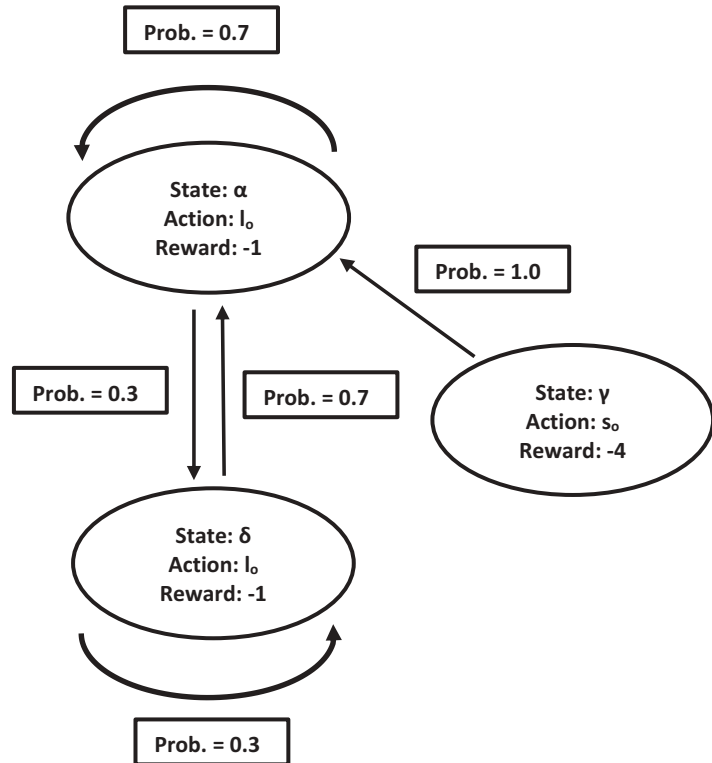 Prob. = 0.7
State: α
Action: lₒ
Reward: -1
Prob. = 1.0
Prob. = 0.3
Prob. = 0.7
State: γ
Action: sₒ
Reward: -4
State: δ
Action: lₒ
Reward: -1
Prob. = 0.3